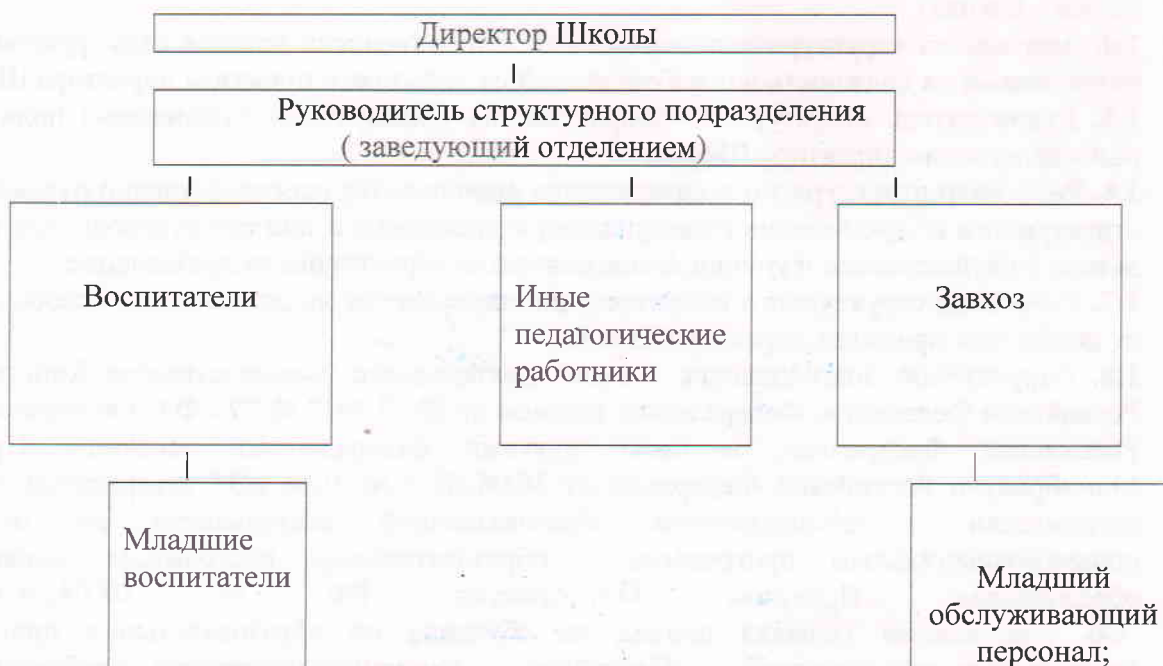 Директор Школы
Руководитель структурного подразделения
( заведующий отделением)
Воспитатели
Иные
педагогические
работники
Завхоз
Младшие
воспитатели
Младший
обслуживающий
персонал;